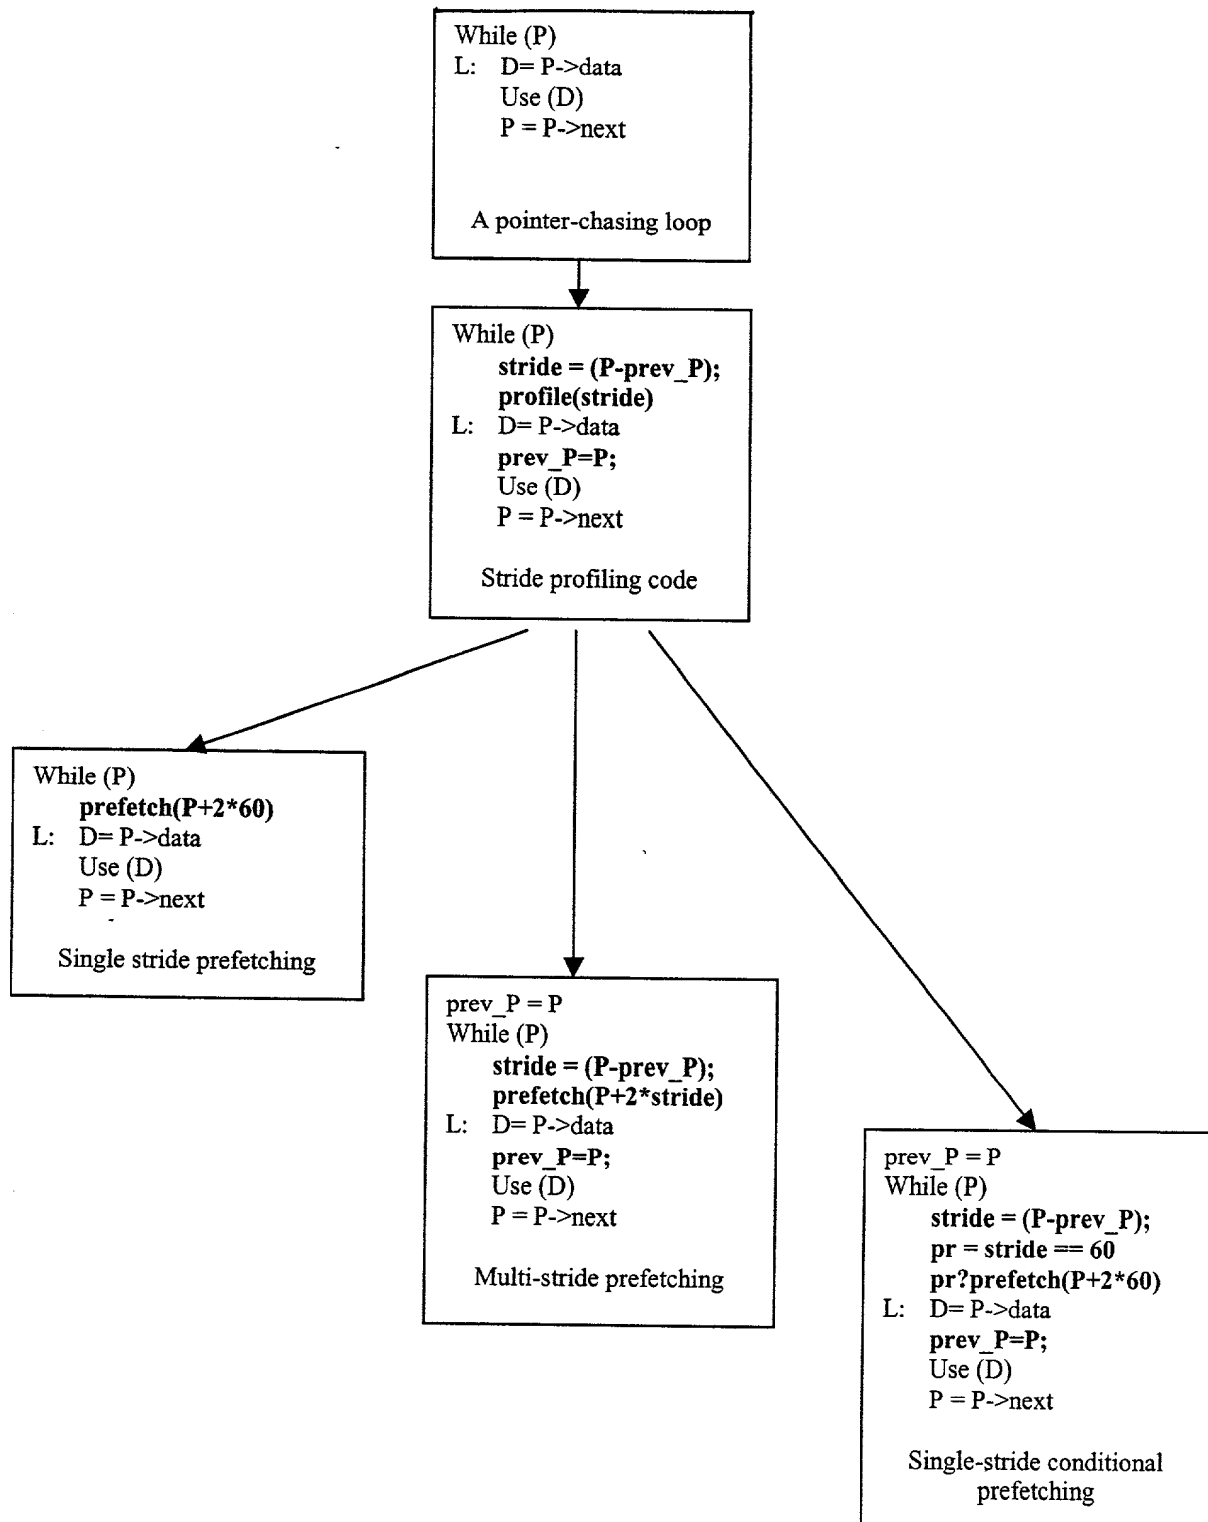 While (P)
L: D= P->data
Use (D)
P = P->next
A pointer-chasing loop
While (P)
stride = (P-prev_P);
profile(stride)
L: D= P->data
prev_P=P;
Use (D)
P = P->next
Stride profiling code
While (P)
prefetch(P+2*60)
L: D= P->data
Use (D)
P = P->next
Single stride prefetching
prev_P = P
While (P)
stride = (P-prev_P);
prefetch(P+2*stride)
L: D= P->data
prev_P=P;
Use (D)
P = P->next
Multi-stride prefetching
prev_P = P
While (P)
stride = (P-prev_P);
pr = stride == 60
pr?prefetch(P+2*60)
L: D= P->data
prev_P=P;
Use (D)
P = P->next
Single-stride conditional
prefetching